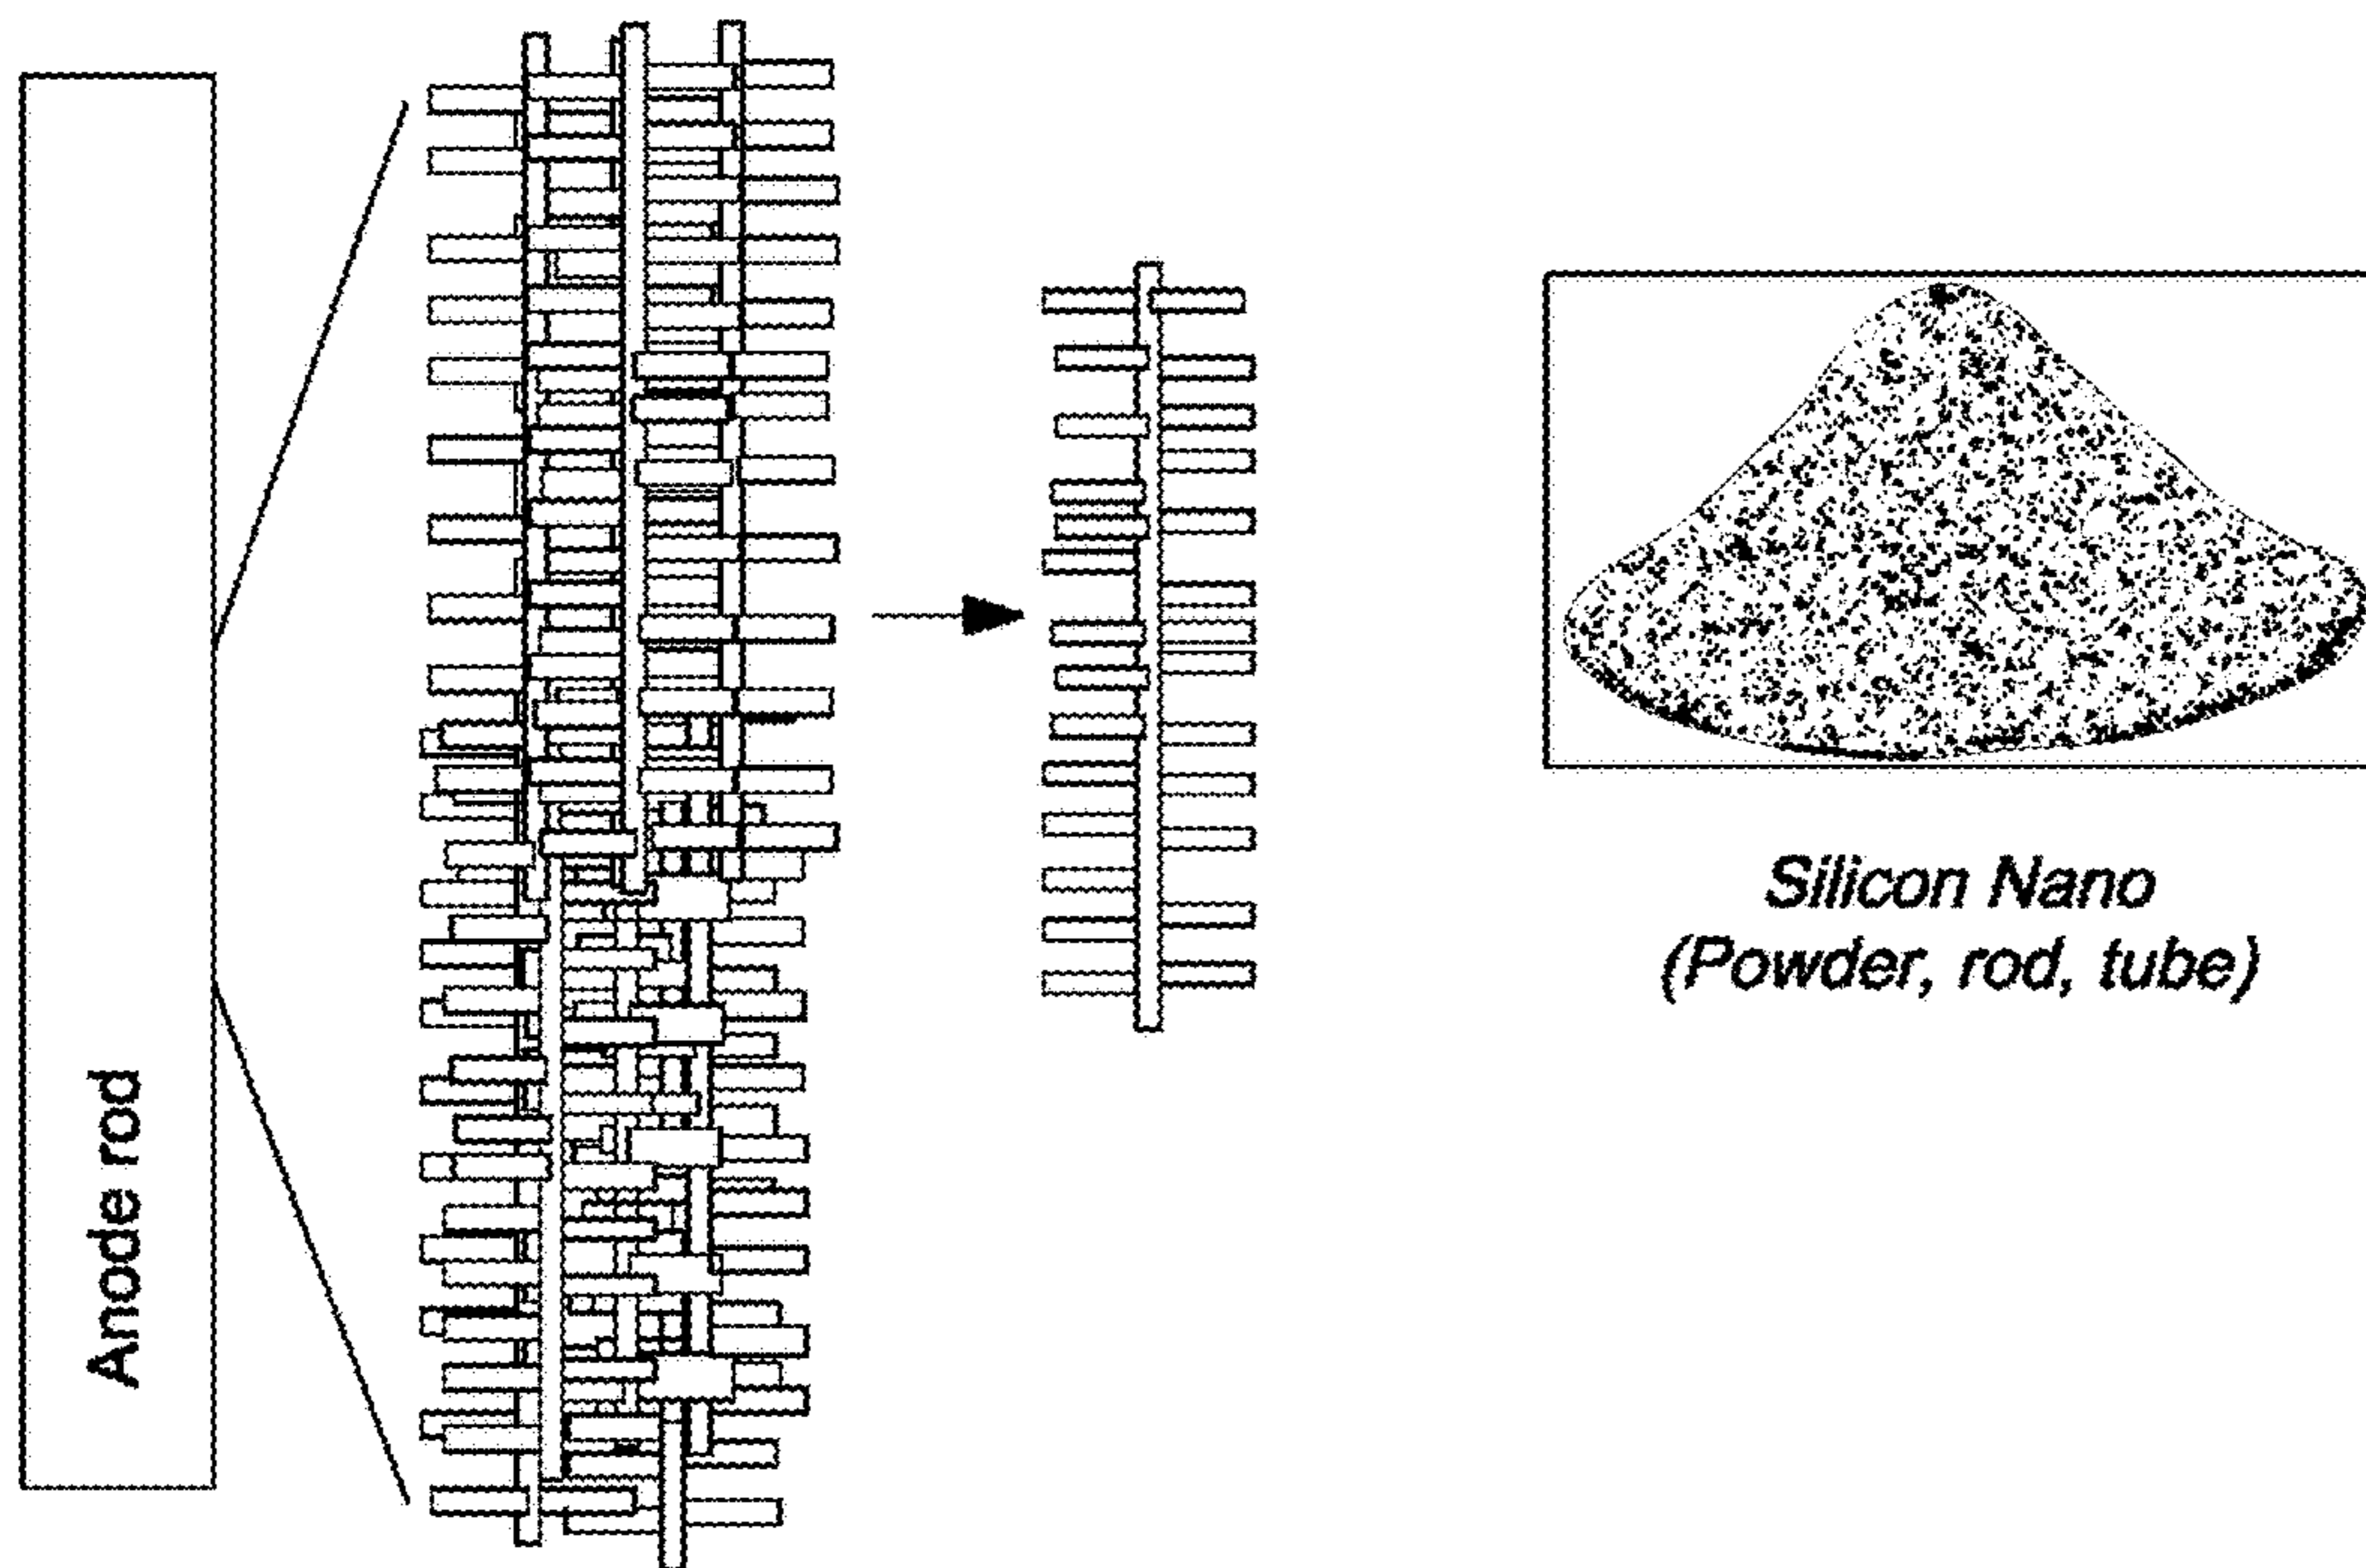 Anode rod
Silicon Nano
(Powder, rod, tube)